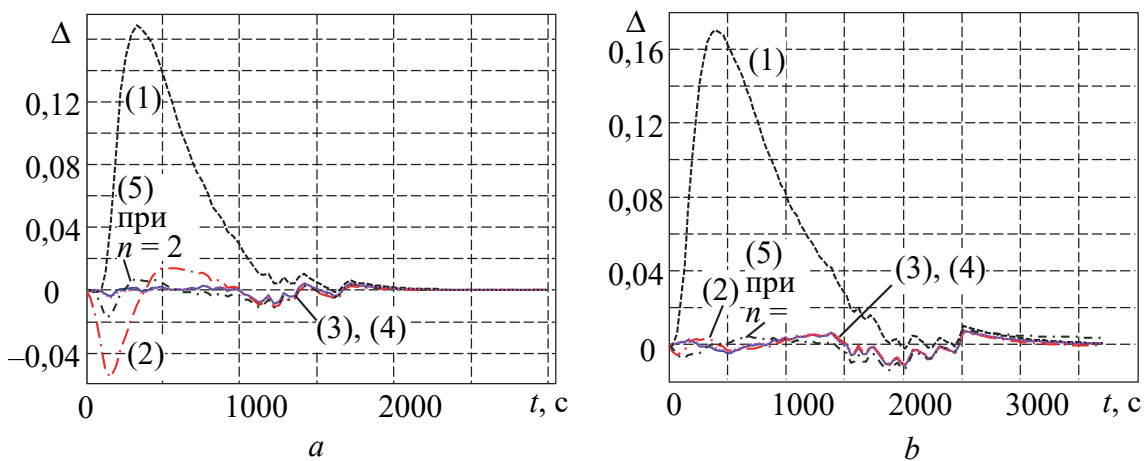 Δ
(1)
0,12
0,08
(5)
при
n = 2
0,04
0
(3), (4)
(2)
–0,04
0 1000 2000 t, с
a
Δ
0.16
(1)
0.12
0.08
0.04
(5)
при
n =
(2)
(3), (4)
0
0 1000 2000 3000 t, с
b